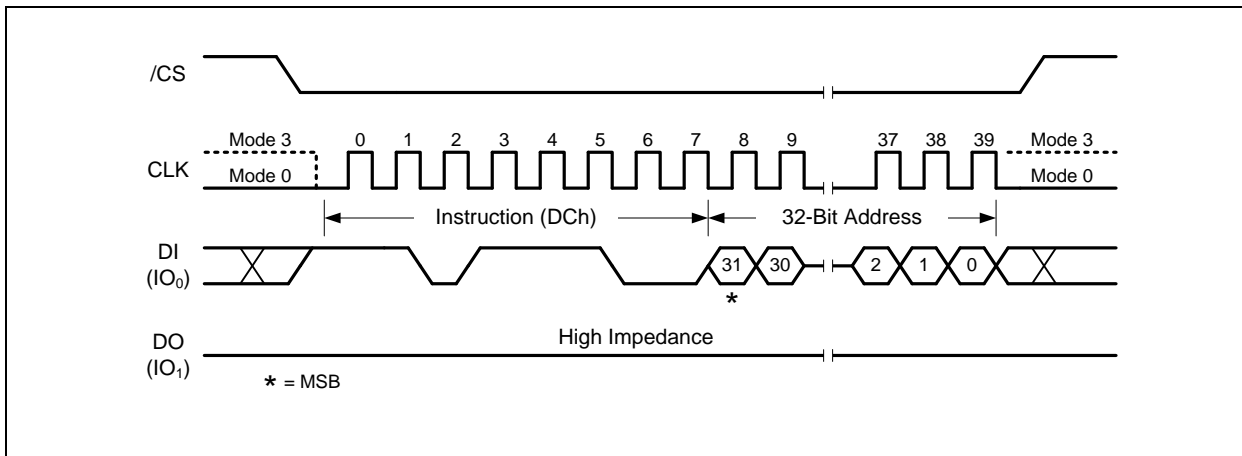 /CS
Mode 3 0 1 2 3 4 5 6 7 8 9 37 38 39 Mode 3
CLK
Mode 0 Mode 0
Instruction (DCh) 32-Bit Address
DI
(IO0)
31 30 2 1 0
*
High Impedance
DO
(IO1)
* = MSB